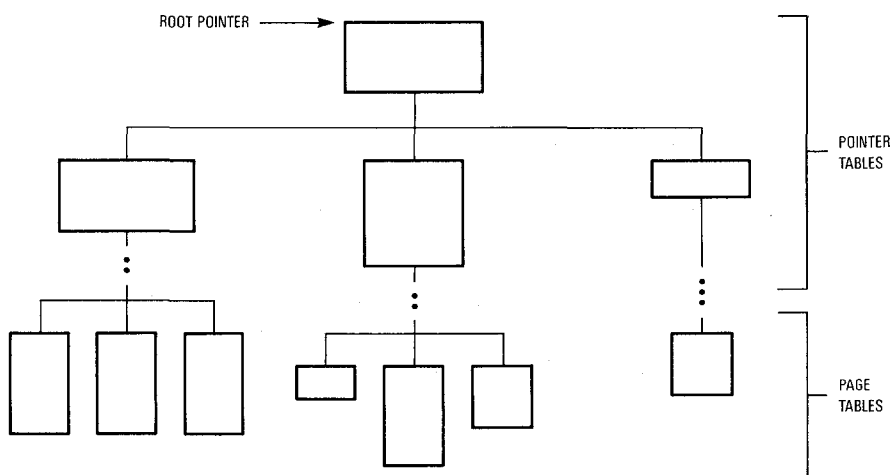 ROOT POINTER
POINTER
TABLES
PAGE
TABLES